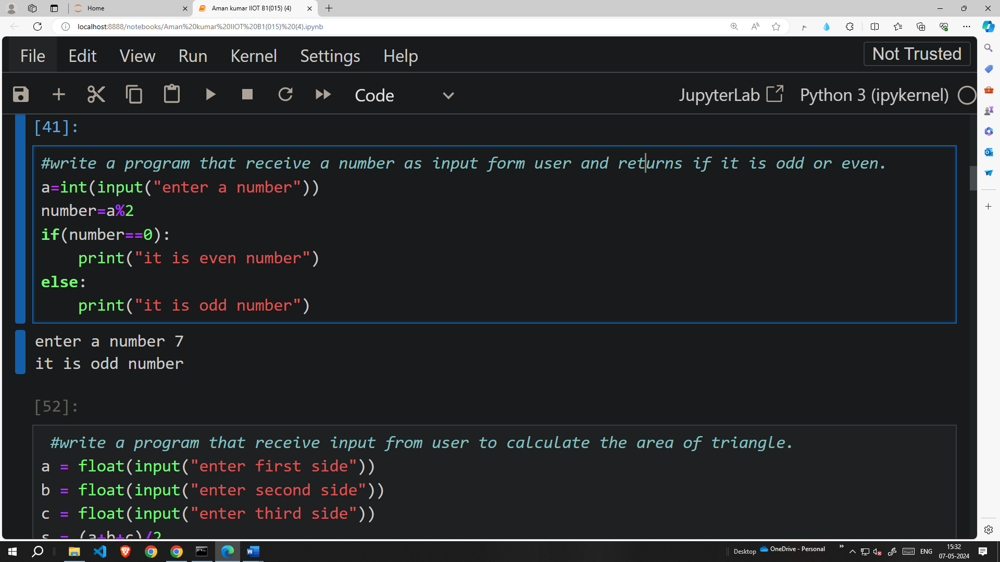 Home
Aman kumar IIOT B1(015) (4)
localhost:8888/notebooks/Aman%20kumar%20IIOT%20B1(015)%20(4).ipynb
File Edit View Run Kernel Settings Help
Not Trusted
Code
JupyterLab
Python 3 (ipykernel)
[41]:
#write a program that receive a number as input form user and returns if it is odd or even.
a=int(input("enter a number"))
number=a%2
if(number==0):
    print("it is even number")
else:
    print("it is odd number")
enter a number 7
it is odd number
[52]:
#write a program that receive input from user to calculate the area of triangle.
a = float(input("enter first side"))
b = float(input("enter second side"))
c = float(input("enter third side"))
s = (a+b+c)/2
Desktop
OneDrive - Personal
ENG
15:32
07-05-2024